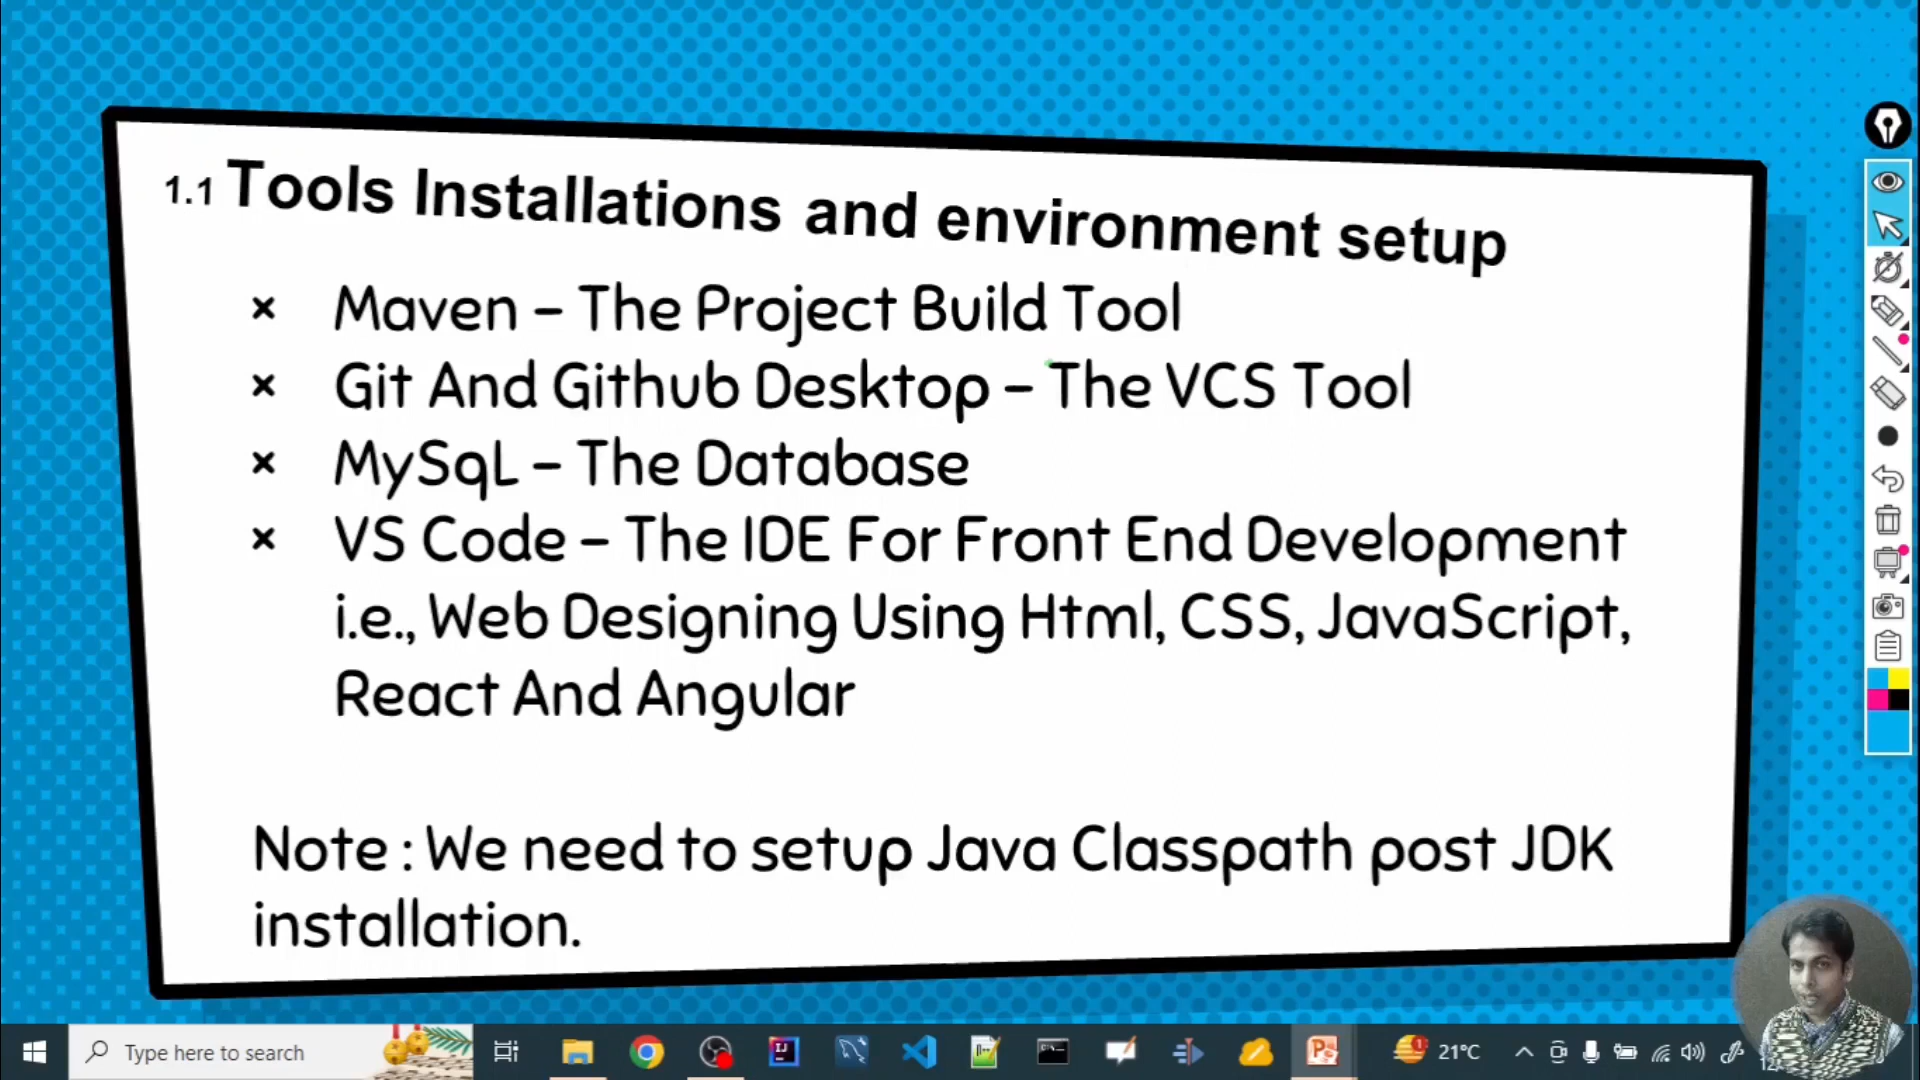 1.1 Tools Installations and environment setup
× Maven – The Project Build Tool
× Git And Github Desktop – The VCS Tool
× MySqL – The Database
× VS Code – The IDE For Front End Development
i.e., Web Designing Using Html, CSS, JavaScript,
React And Angular
Note : We need to setup Java Classpath post JDK
installation.
Type here to search
21°C